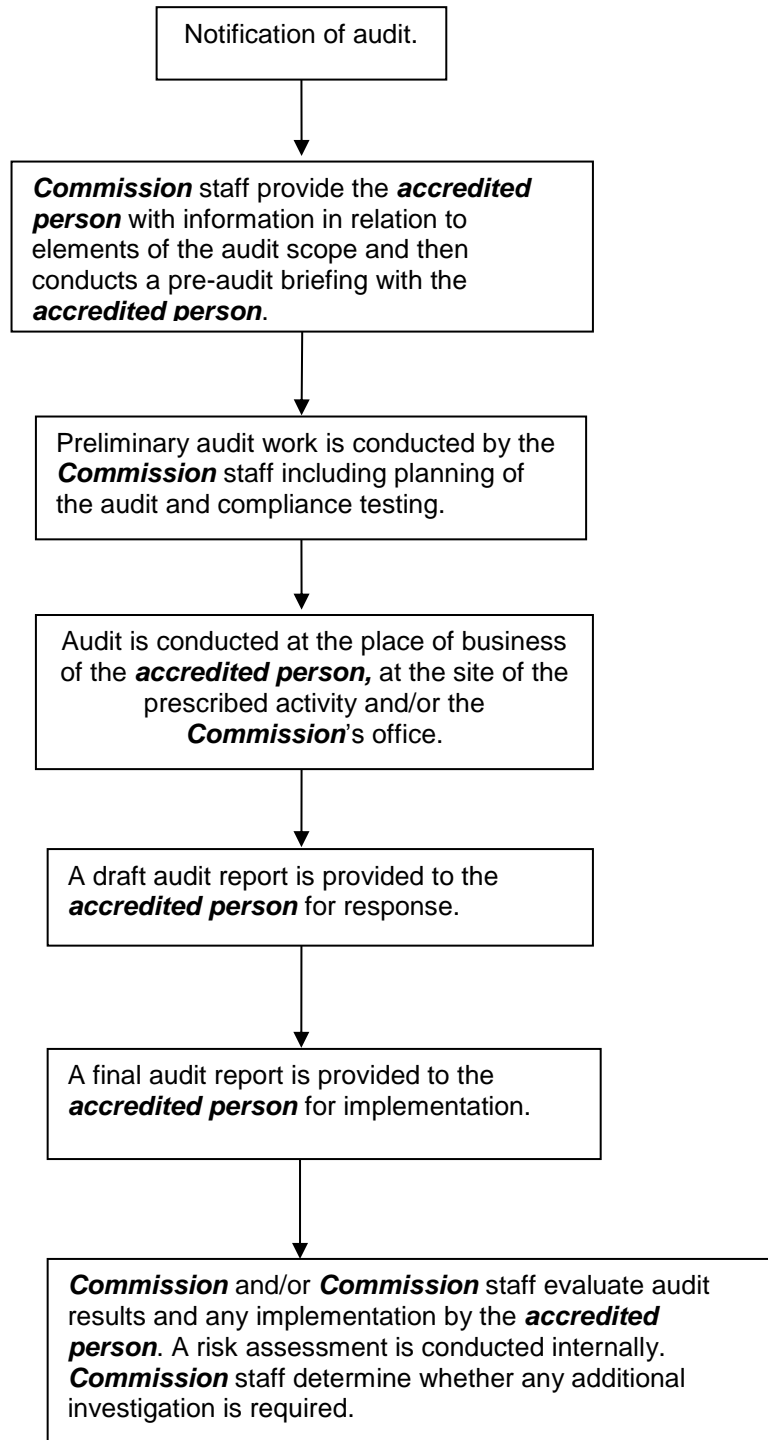 Notification of audit.
Commission staff provide the accredited
person with information in relation to
elements of the audit scope and then
conducts a pre-audit briefing with the
accredited person.
Preliminary audit work is conducted by the
Commission staff including planning of
the audit and compliance testing.
Audit is conducted at the place of business
of the accredited person, at the site of the
prescribed activity and/or the
Commission's office.
A draft audit report is provided to the
accredited person for response.
A final audit report is provided to the
accredited person for implementation.
Commission and/or Commission staff evaluate audit
results and any implementation by the accredited
person. A risk assessment is conducted internally.
Commission staff determine whether any additional
investigation is required.